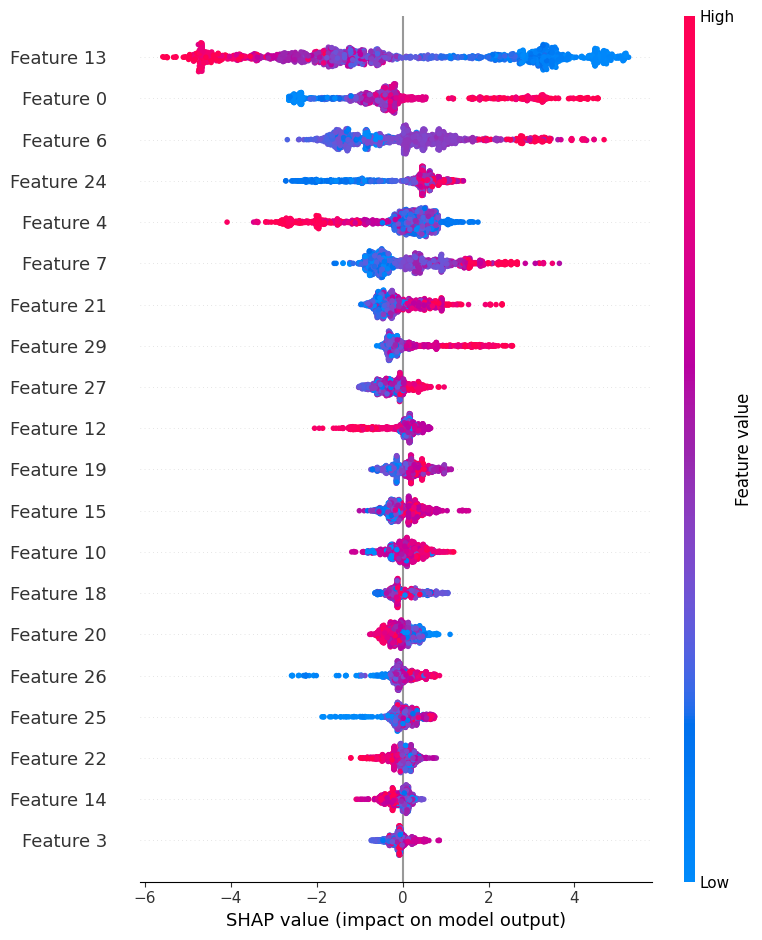 High
Feature 13
Feature 0
Feature 6
Feature 24
Feature 4
Feature 7
Feature 21
Feature 29
Feature 27
Feature 12
Feature 19
Feature 15
Feature 10
Feature 18
Feature 20
Feature 26
Feature 25
Feature 22
Feature 14
Feature 3
Feature value
Low
−6 −4 −2 0 2 4
SHAP value (impact on model output)